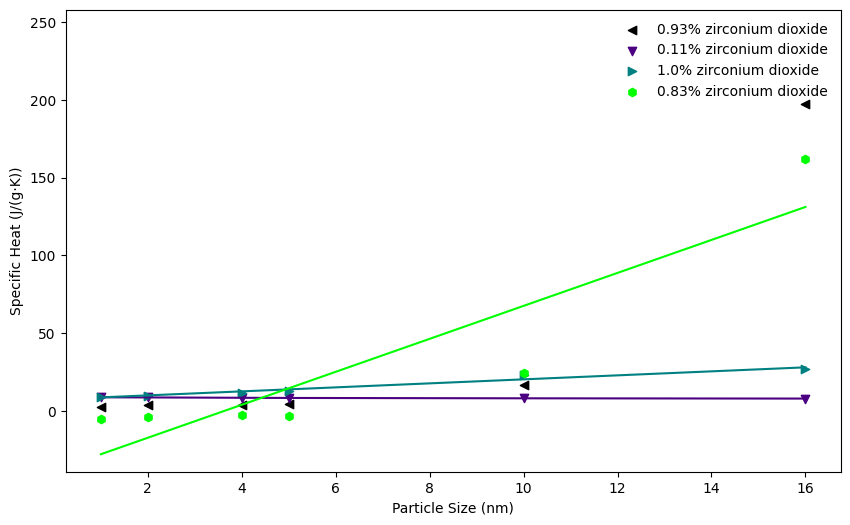 250
200
150
100
50
0
Specific Heat (J/(g·K))
0.93% zirconium dioxide
0.11% zirconium dioxide
1.0% zirconium dioxide
0.83% zirconium dioxide
2
4
6
8
10
12
14
16
Particle Size (nm)